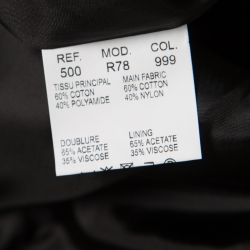 REF. MOD. COL.
500 R78 999
TISSU PRINCIPAL MAIN FABRIC
60% COTON 60% COTTON
40% POLYAMIDE 40% NYLON
DOUBLURE LINING
65% ACETATE 65% ACETATE
35% VISCOSE 35% VISCOSE